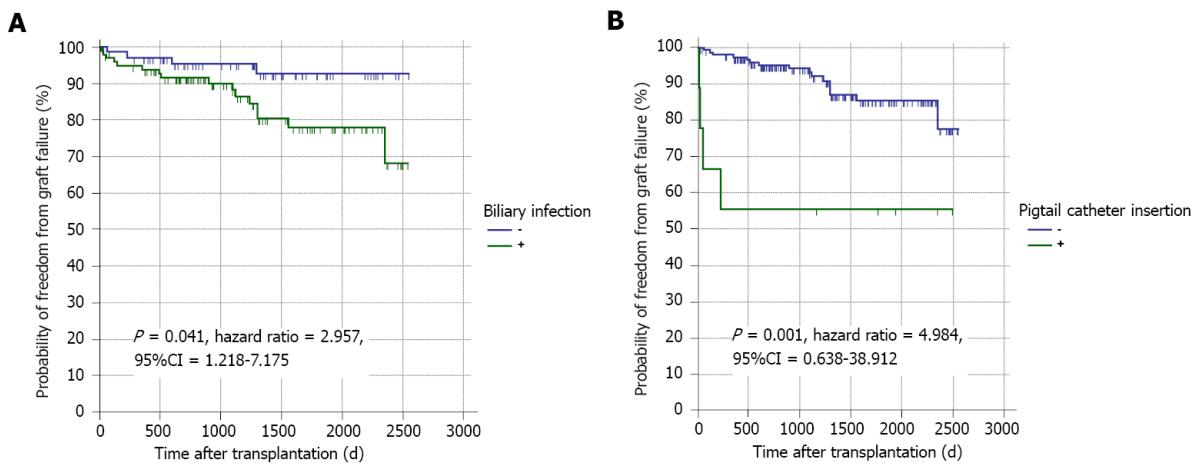 A
Probability of freedom from graft failure (%)
100
90
80
70
60
50
40
30
20
10
0
0 500 1000 1500 2000 2500 3000
Time after transplantation (d)
P = 0.041, hazard ratio = 2.957,
95%CI = 1.218-7.175
Biliary infection
-
+
B
Probability of freedom from graft failure (%)
100
90
80
70
60
50
40
30
20
10
0
0 500 1000 1500 2000 2500 3000
Time after transplantation (d)
P = 0.001, hazard ratio = 4.984,
95%CI = 0.638-38.912
Pigtail catheter insertion
-
+